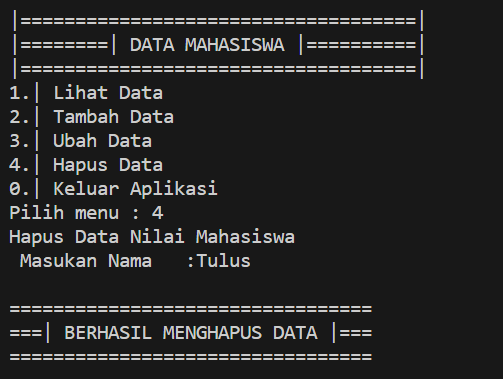 |====================================|
|========| DATA MAHASISWA |==========|
|====================================|
1.| Lihat Data
2.| Tambah Data
3.| Ubah Data
4.| Hapus Data
0.| Keluar Aplikasi
Pilih menu : 4
Hapus Data Nilai Mahasiswa
 Masukan Nama   :Tulus

=================================
===| BERHASIL MENGHAPUS DATA |===
=================================